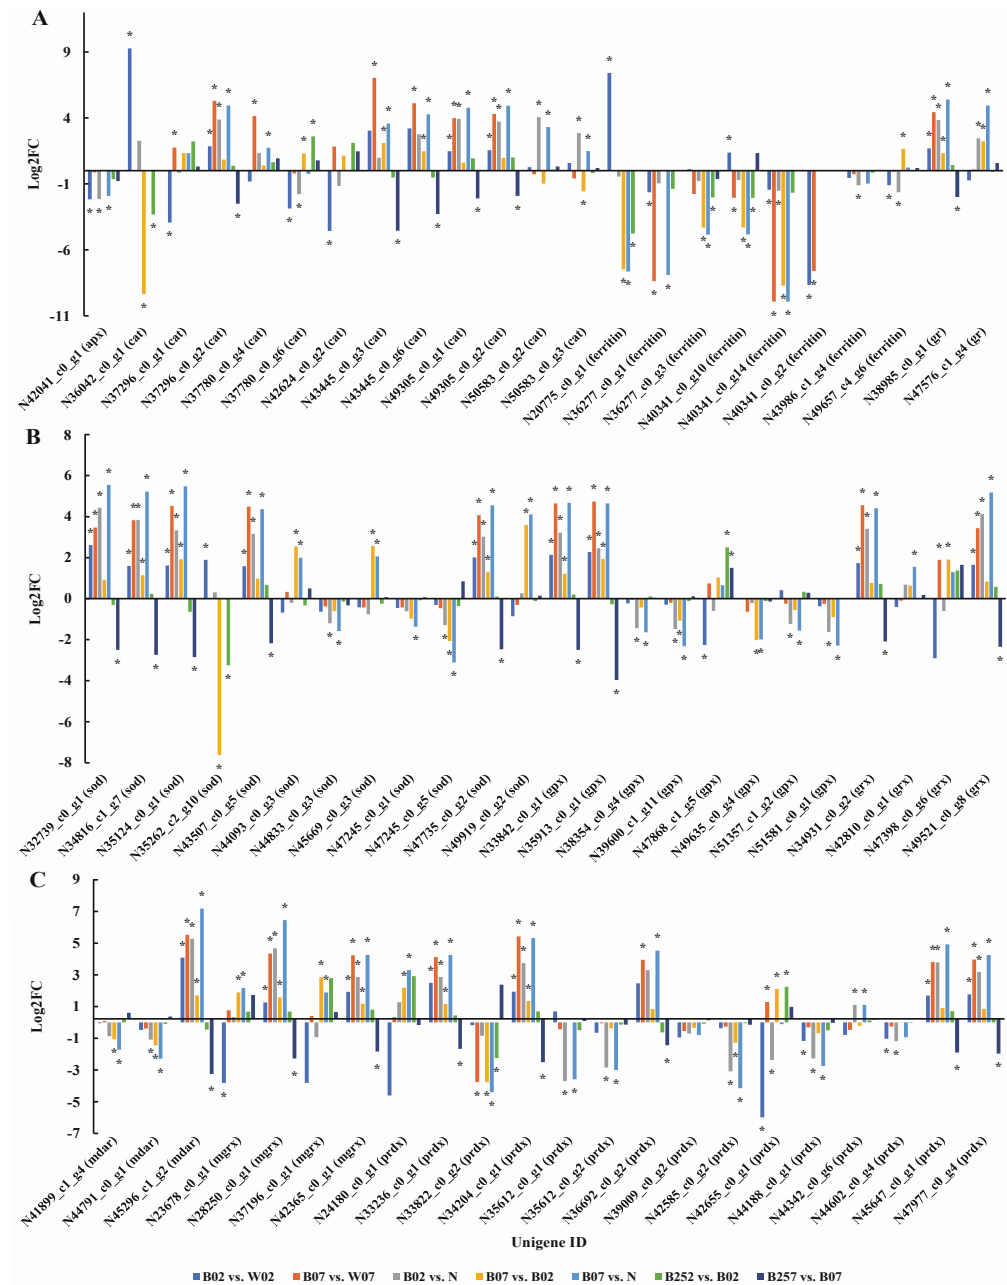 A
Log2FC
9
4
-1
-6
-11
N42041_c0_g1 (apx)
N36042_c0_g1 (cat)
N37296_c0_g1 (cat)
N37296_c0_g2 (cat)
N37780_c0_g4 (cat)
N37780_c0_g6 (cat)
N42624_c0_g2 (cat)
N43445_c0_g3 (cat)
N43445_c0_g6 (cat)
N49305_c0_g1 (cat)
N49305_c0_g2 (cat)
N50583_c0_g2 (cat)
N50583_c0_g3 (cat)
N20775_c0_g1 (ferritin)
N36277_c0_g1 (ferritin)
N36277_c0_g3 (ferritin)
N40341_c0_g10 (ferritin)
N40341_c0_g14 (ferritin)
N40341_c0_g2 (ferritin)
N43986_c1_g4 (ferritin)
N49657_c4_g6 (ferritin)
N38985_c0_g1 (gr)
N47576_c1_g4 (gr)
B
Log2FC
8
6
4
2
0
-2
-4
-6
-8
N32739_c0_g1 (sod)
N34816_c1_g7 (sod)
N35124_c0_g1 (sod)
N35262_c2_g10 (sod)
N43507_c0_g5 (sod)
N44093_c0_g3 (sod)
N44833_c0_g3 (sod)
N45669_c0_g3 (sod)
N47245_c0_g1 (sod)
N47245_c0_g5 (sod)
N47735_c0_g2 (sod)
N49919_c0_g2 (sod)
N33842_c0_g1 (gpx)
N35913_c0_g1 (gpx)
N38354_c0_g4 (gpx)
N39600_c1_g11 (gpx)
N47868_c1_g5 (gpx)
N49635_c0_g4 (gpx)
N51357_c1_g2 (gpx)
N51581_c0_g1 (gpx)
N34931_c0_g2 (grx)
N42810_c0_g1 (grx)
N47398_c0_g6 (grx)
N49521_c0_g8 (grx)
C
Log2FC
9
7
5
3
1
-1
-3
-5
-7
N41899_c1_g4 (mdar)
N44791_c0_g1 (mdar)
N45296_c1_g2 (mdar)
N23678_c0_g1 (mgrx)
N28250_c0_g1 (mgrx)
N37196_c0_g1 (mgrx)
N42365_c0_g1 (mgrx)
N24180_c0_g1 (prdx)
N33236_c0_g1 (prdx)
N33822_c0_g2 (prdx)
N34204_c0_g1 (prdx)
N35612_c0_g1 (prdx)
N35612_c0_g2 (prdx)
N36692_c0_g2 (prdx)
N39009_c0_g2 (prdx)
N42585_c0_g2 (prdx)
N42655_c0_g1 (prdx)
N44188_c0_g1 (prdx)
N44342_c0_g6 (prdx)
N44602_c0_g4 (prdx)
N45647_c0_g1 (prdx)
N47977_c0_g4 (prdx)
Unigene ID
B02 vs. W02 B07 vs. W07 B02 vs. N B07 vs. B02 B07 vs. N B252 vs. B02 B257 vs. B07